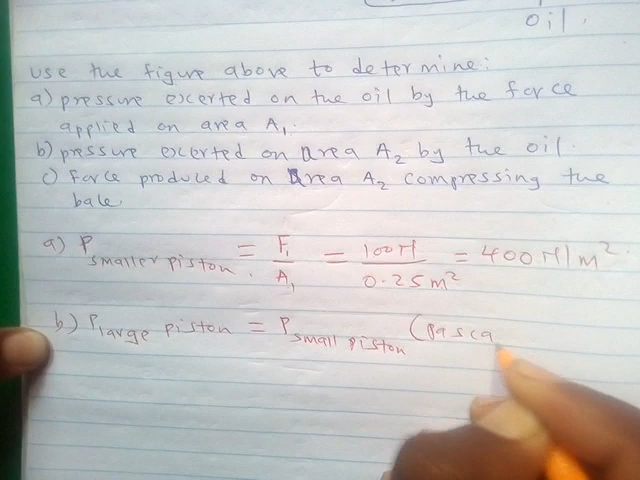 oil.
use the figure above to determine:
a) pressure exerted on the oil by the force
applied on area A₁.
b) pressure exerted on area A₂ by the oil.
c) force produced on area A₂ compressing the
bale
a) P smaller piston. = F₁ / A₁ = 100N / 0.25m² = 400N/m².
b) P large piston = P small piston (pasca